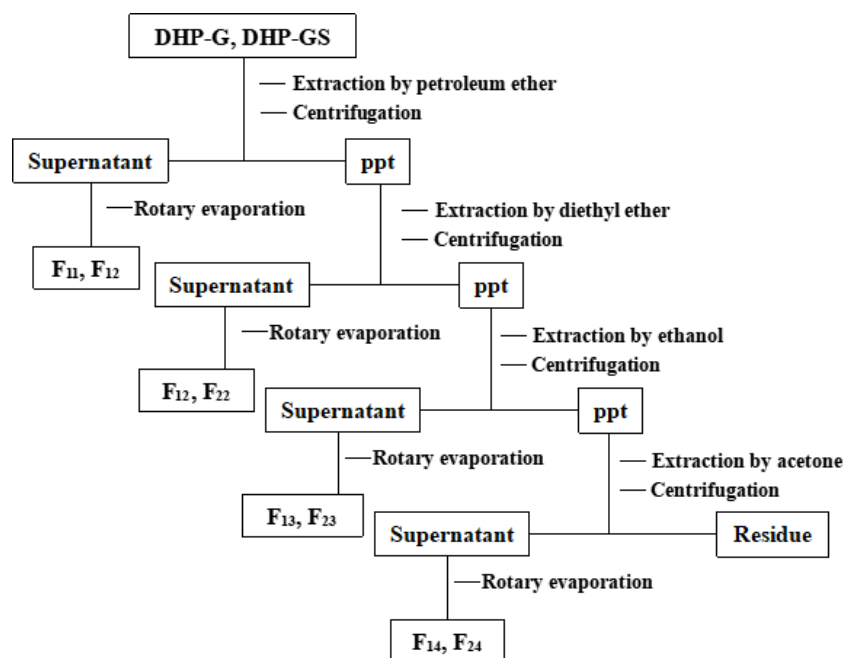 DHP-G, DHP-GS
Extraction by petroleum ether
Centrifugation
Supernatant
ppt
Rotary evaporation
Extraction by diethyl ether
Centrifugation
F₁₁, F₁₂
Supernatant
ppt
Rotary evaporation
Extraction by ethanol
Centrifugation
F₁₂, F₂₂
Supernatant
ppt
Rotary evaporation
Extraction by acetone
Centrifugation
F₁₃, F₂₃
Supernatant
Residue
Rotary evaporation
F₁₄, F₂₄